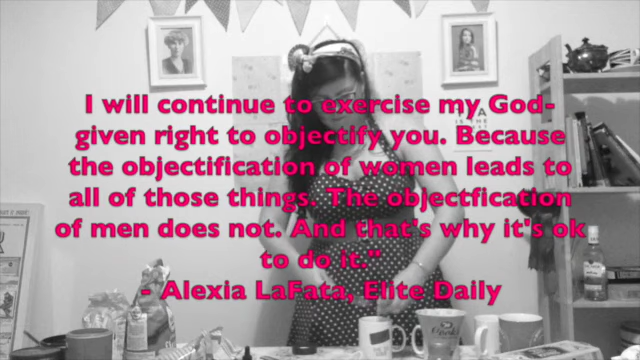 I will continue to exercise my God-
given right to objectify you. Because
the objectification of women leads to
all of those things. The objectfication
of men does not. And that's why it's ok
to do it."
- Alexia LaFata, Elite Daily